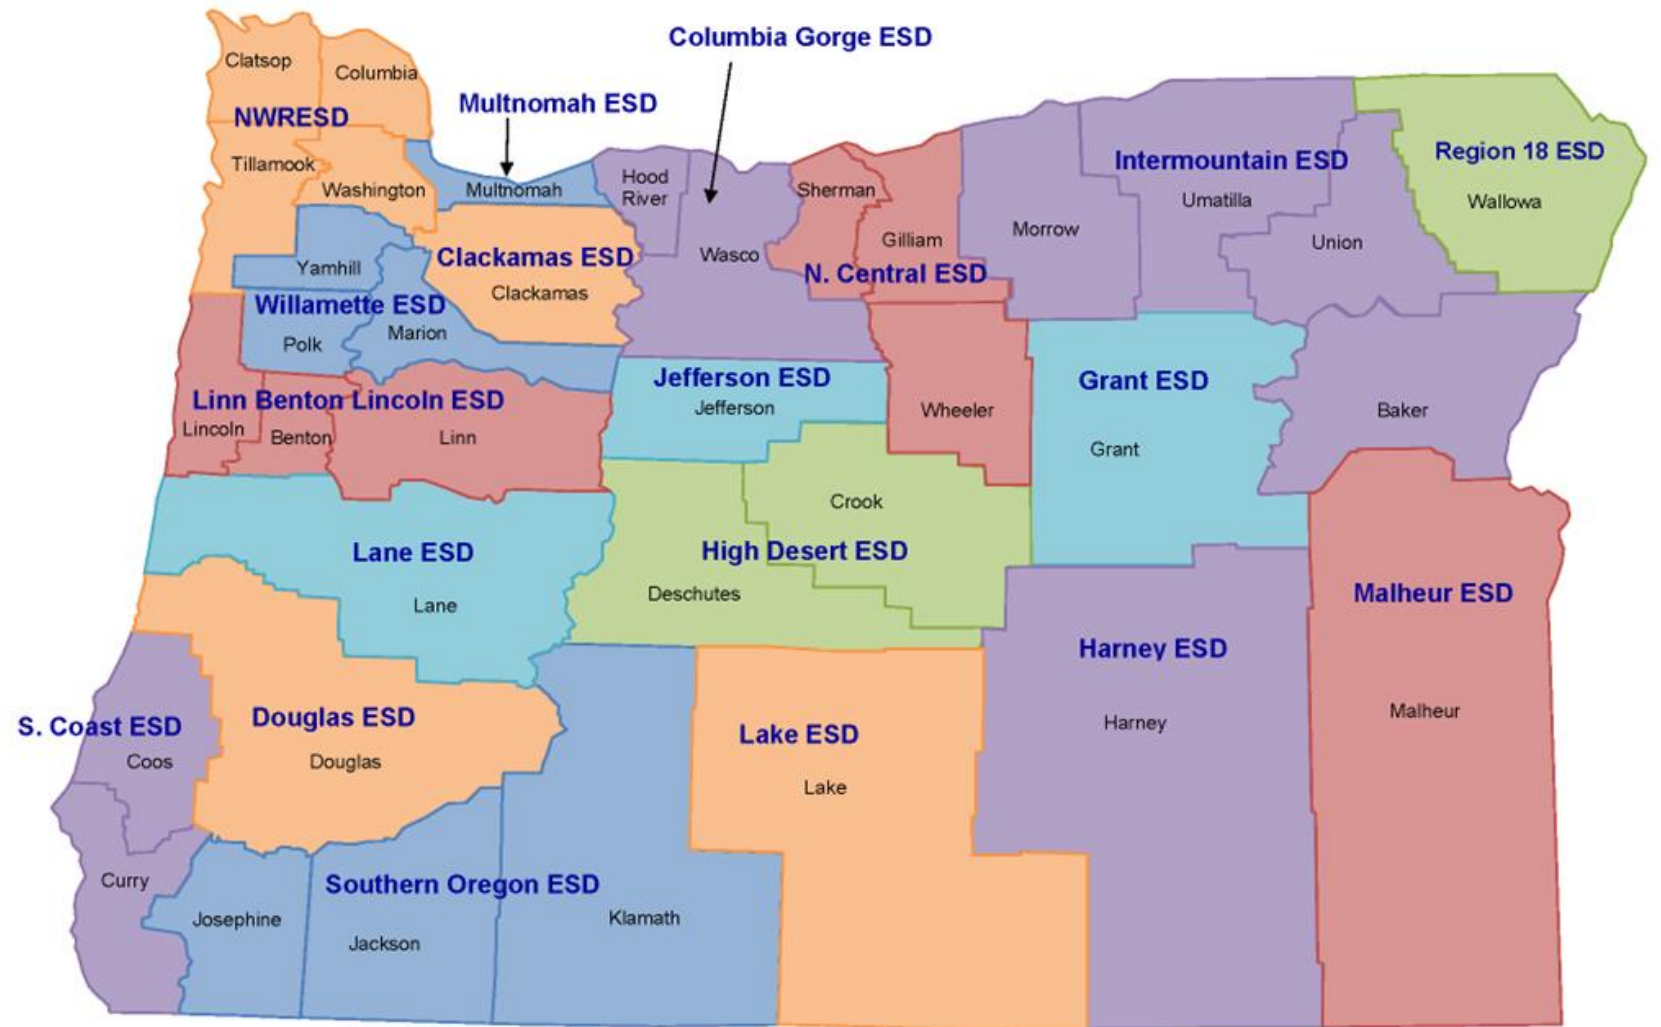 Columbia Gorge ESD
Clatsop
Columbia
Multnomah ESD
NWRESD
Tillamook
Washington
Multnomah
Hood
River
Sherman
Intermountain ESD
Region 18 ESD
Umatilla
Wallowa
Morrow
Gilliam
Union
Wasco
Clackamas ESD
Yamhill
N. Central ESD
Clackamas
Willamette ESD
Marion
Polk
Jefferson ESD
Grant ESD
Linn Benton Lincoln ESD
Jefferson
Wheeler
Baker
Lincoln
Benton
Linn
Grant
Crook
Lane ESD
High Desert ESD
Deschutes
Lane
Malheur ESD
Harney ESD
S. Coast ESD
Douglas ESD
Lake ESD
Harney
Malheur
Coos
Douglas
Lake
Curry
Southern Oregon ESD
Josephine
Klamath
Jackson